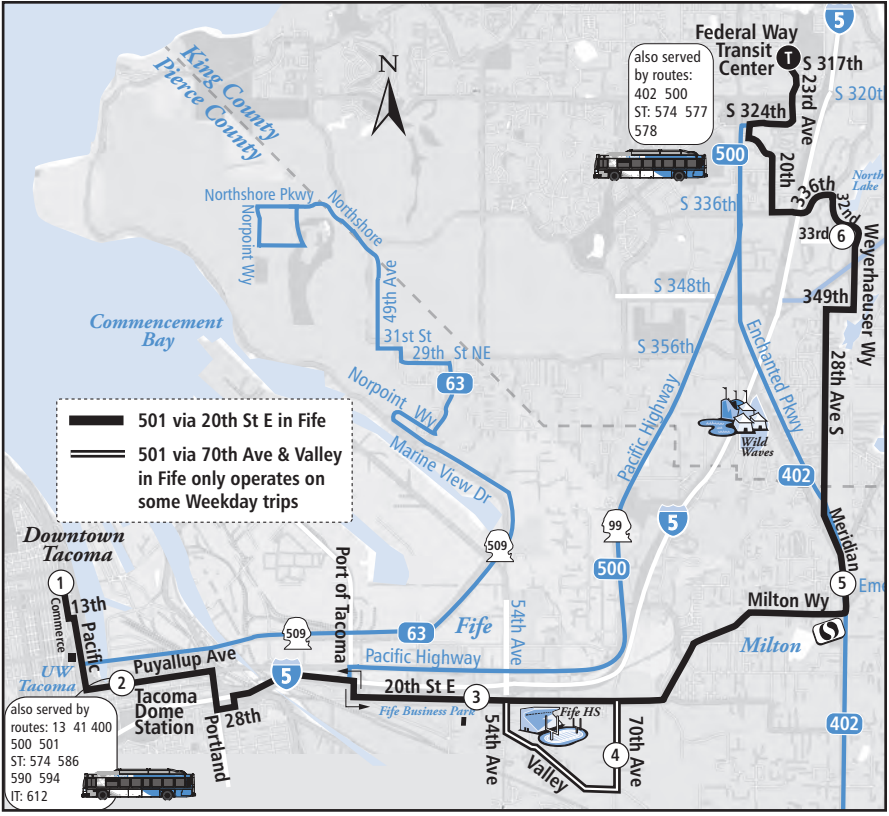 Federal Way
Transit
Center
T
5
S 317th
also served
by routes:
402 500
ST: 574 577
578
23rd Ave
S 320th
S 324th
500
20th
336th
32nd
North
Lake
33rd
6
Weyerhaeuser Wy
King County
Pierce County
N
Northshore Pkwy
Northshore
Norpoint Wy
S 336th
S 348th
349th
49th Ave
Commencement
Bay
31st St
29th St NE
63
S 356th
Enchanted Pkwy
28th Ave S
Norpoint Wy
Pacific Highway
Wild
Waves
501 via 20th St E in Fife
501 via 70th Ave & Valley
in Fife only operates on
some Weekday trips
Marine View Dr
402
99
5
Meridian
Downtown
Tacoma
509
500
1
Port of Tacoma
5
Milton Wy
13th
Commerce
Pacific
509
63
Fife
54th Ave
Milton
UW
Tacoma
Puyallup Ave
Pacific Highway
5
2
20th St E
3
Tacoma
Dome
Station
28th
Portland
Fife Business Park
54th Ave
Fife HS
70th Ave
4
Valley
402
also served by
routes: 13 41 400
500 501
ST: 574 586
590 594
IT: 612